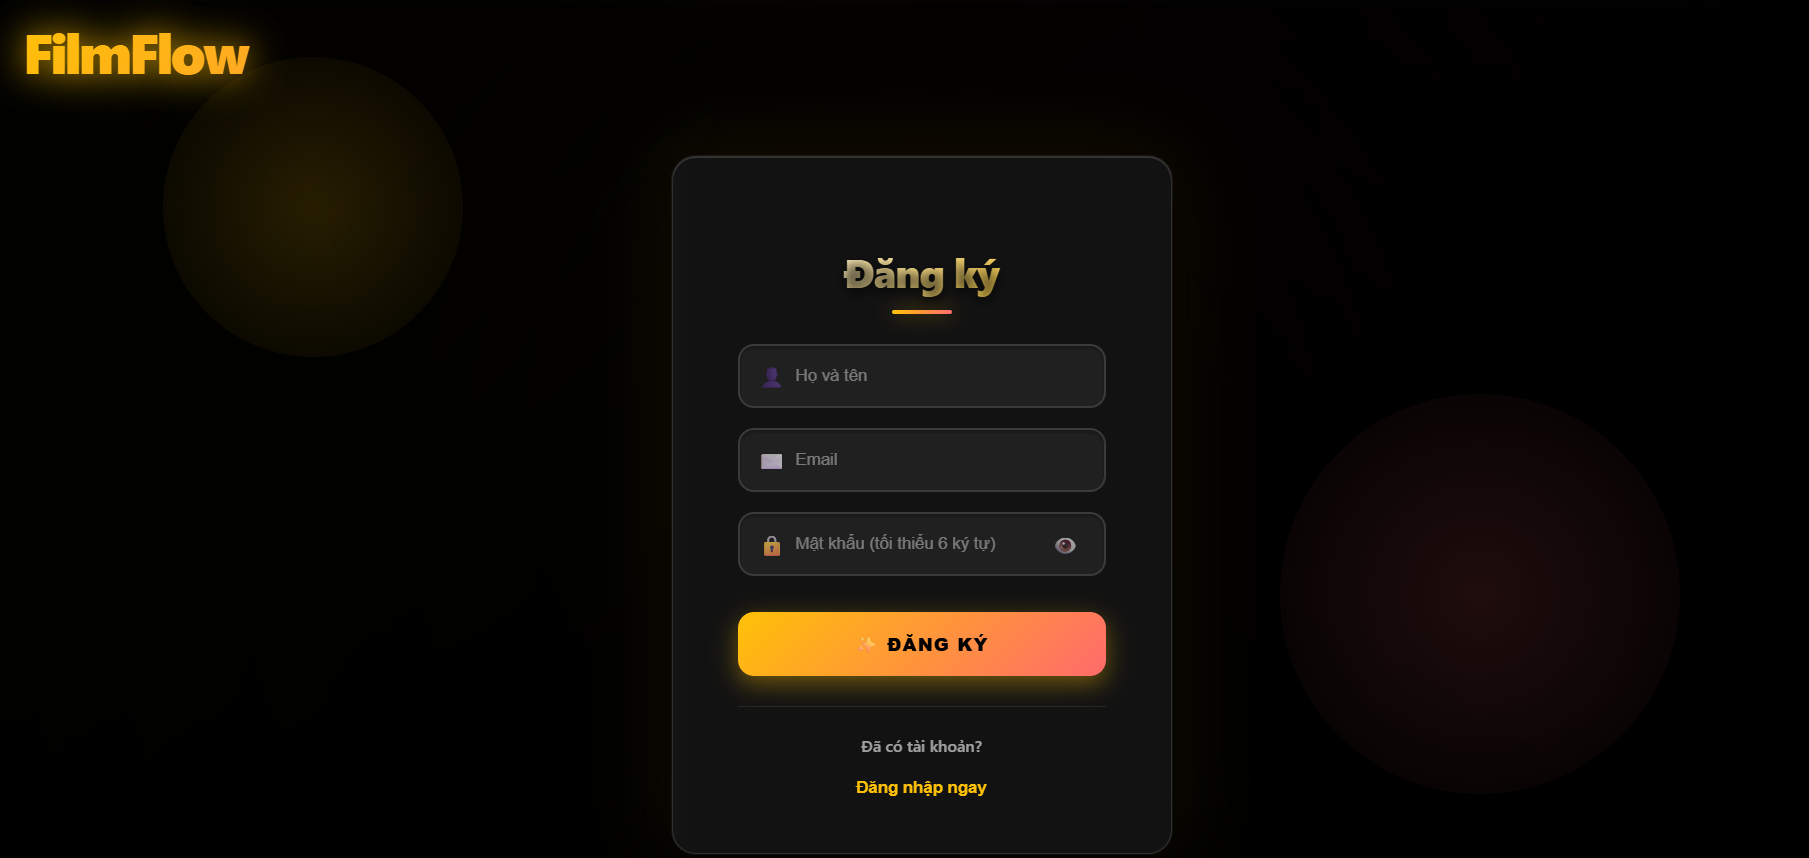 FilmFlow
Đăng ký
Họ và tên
Email
Mật khẩu (tối thiểu 6 ký tự)
ĐĂNG KÝ
Đã có tài khoản?
Đăng nhập ngay